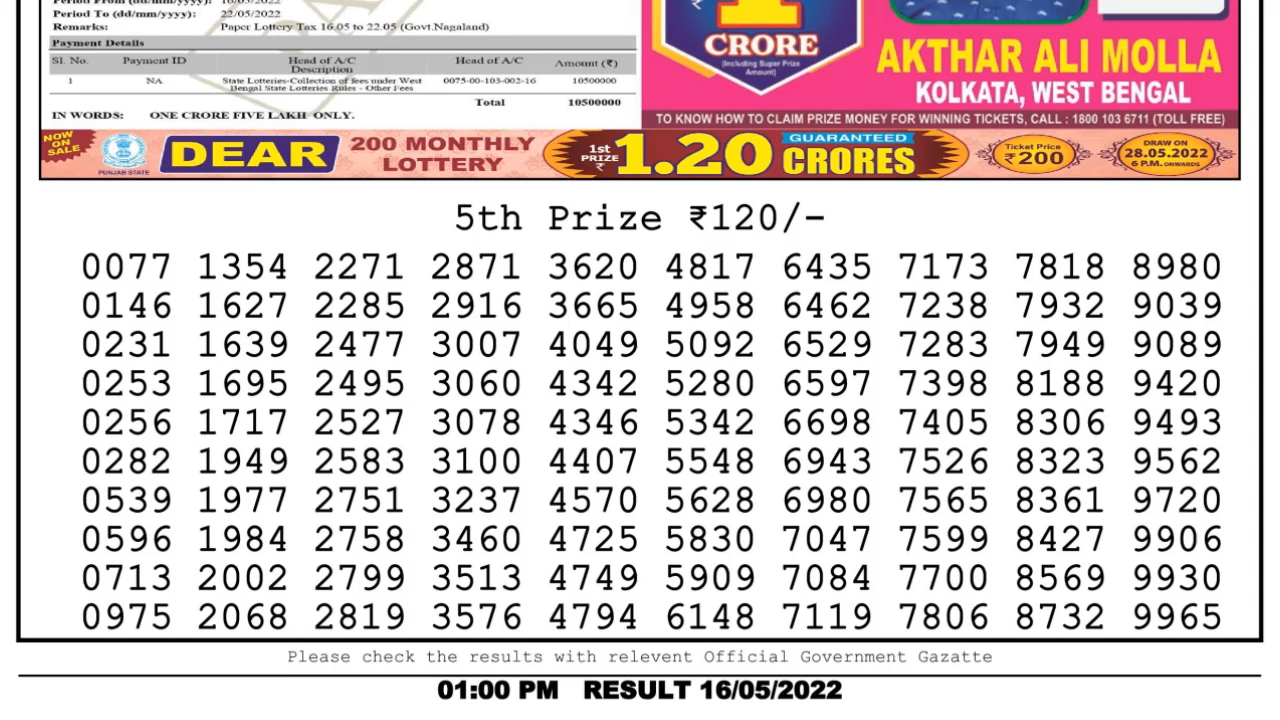 Period To (dd/mm/yyyy): 22/05/2022
Remarks: Paper Lottery Tax 16.05 to 22.05 (Govt.Nagaland)
Payment Details
Sl. No. Payment ID Head of A/C Description Head of A/C Amount (₹)
1 NA State Lotteries-Collection of fees under West Bengal State Lotteries Rules - Other Fees 0075-00-103-002-16 10500000
Total 10500000
IN WORDS: ONE CRORE FIVE LAKH ONLY.
₹ 1
CRORE
(Including Super Prize
Amount)
AKTHAR ALI MOLLA
KOLKATA, WEST BENGAL
TO KNOW HOW TO CLAIM PRIZE MONEY FOR WINNING TICKETS, CALL : 1800 103 6711 (TOLL FREE)
NOW ON SALE
PUNJAB STATE
DEAR
200 MONTHLY
LOTTERY
1st PRIZE ₹ 1.20 GUARANTEED CRORES
Ticket Price
₹200
DRAW ON
28.05.2022
6 P.M. ONWARDS
5th Prize ₹120/-
0077 1354 2271 2871 3620 4817 6435 7173 7818 8980
0146 1627 2285 2916 3665 4958 6462 7238 7932 9039
0231 1639 2477 3007 4049 5092 6529 7283 7949 9089
0253 1695 2495 3060 4342 5280 6597 7398 8188 9420
0256 1717 2527 3078 4346 5342 6698 7405 8306 9493
0282 1949 2583 3100 4407 5548 6943 7526 8323 9562
0539 1977 2751 3237 4570 5628 6980 7565 8361 9720
0596 1984 2758 3460 4725 5830 7047 7599 8427 9906
0713 2002 2799 3513 4749 5909 7084 7700 8569 9930
0975 2068 2819 3576 4794 6148 7119 7806 8732 9965
Please check the results with relevent Official Government Gazatte
01:00 PM RESULT 16/05/2022